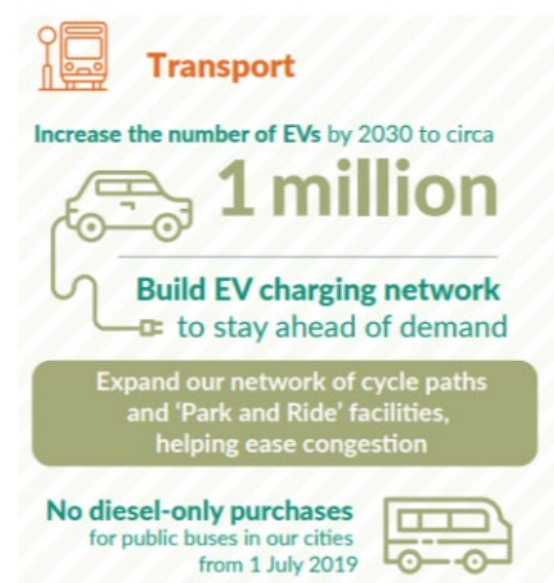 Transport
Increase the number of EVs by 2030 to circa
1 million
Build EV charging network
to stay ahead of demand
Expand our network of cycle paths
and ‘Park and Ride’ facilities,
helping ease congestion
No diesel-only purchases
for public buses in our cities
from 1 July 2019